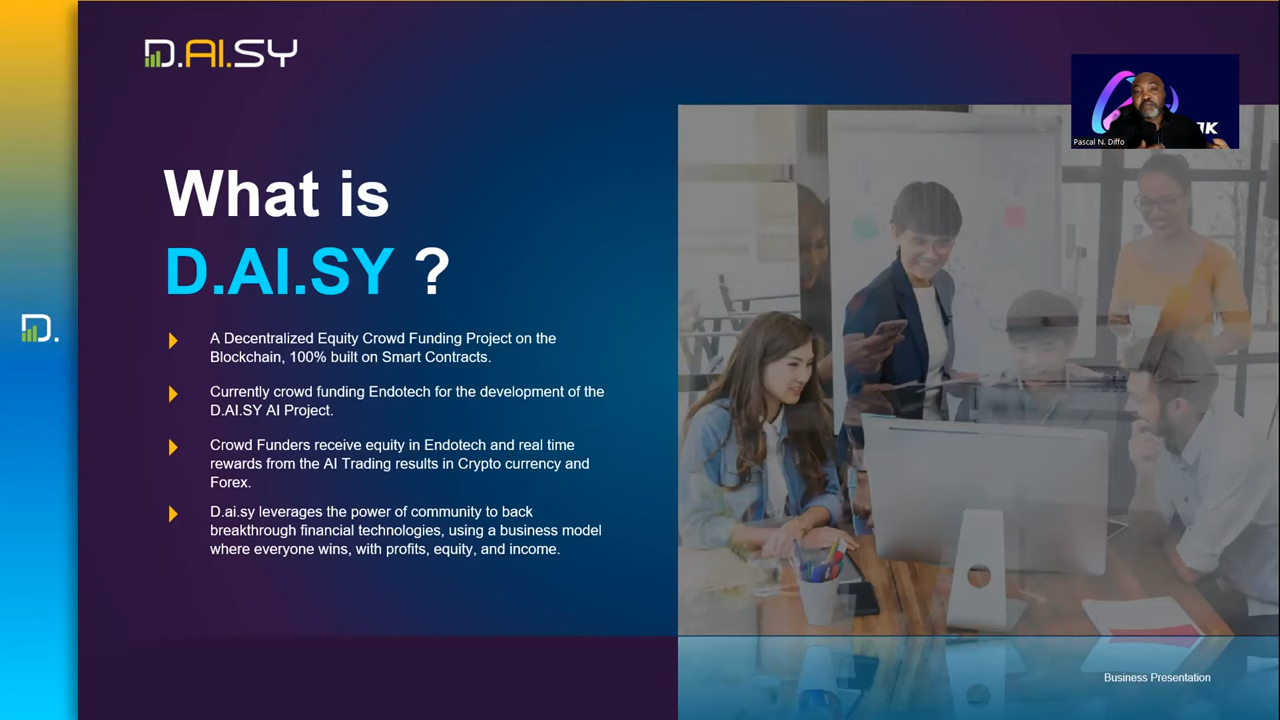 D.AI.SY
Pascal N. Diffo
What is
D.AI.SY ?
A Decentralized Equity Crowd Funding Project on the
Blockchain, 100% built on Smart Contracts.
Currently crowd funding Endotech for the development of the
D.AI.SY AI Project.
Crowd Funders receive equity in Endotech and real time
rewards from the AI Trading results in Crypto currency and
Forex.
D.ai.sy leverages the power of community to back
breakthrough financial technologies, using a business model
where everyone wins, with profits, equity, and income.
D.
Business Presentation